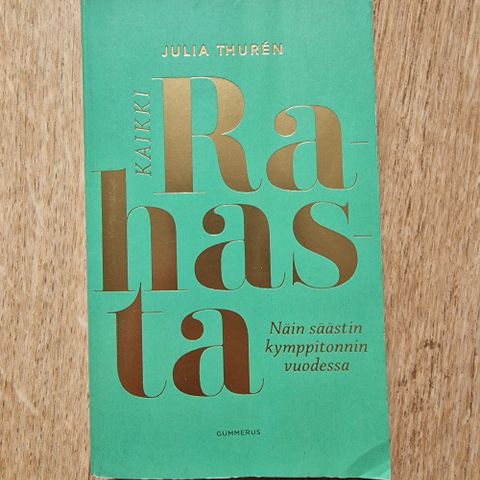 JULIA THURÉN
KAIKKI
Ra-
has-
ta
Näin säästin
kymppitonnin
vuodessa
GUMMERUS